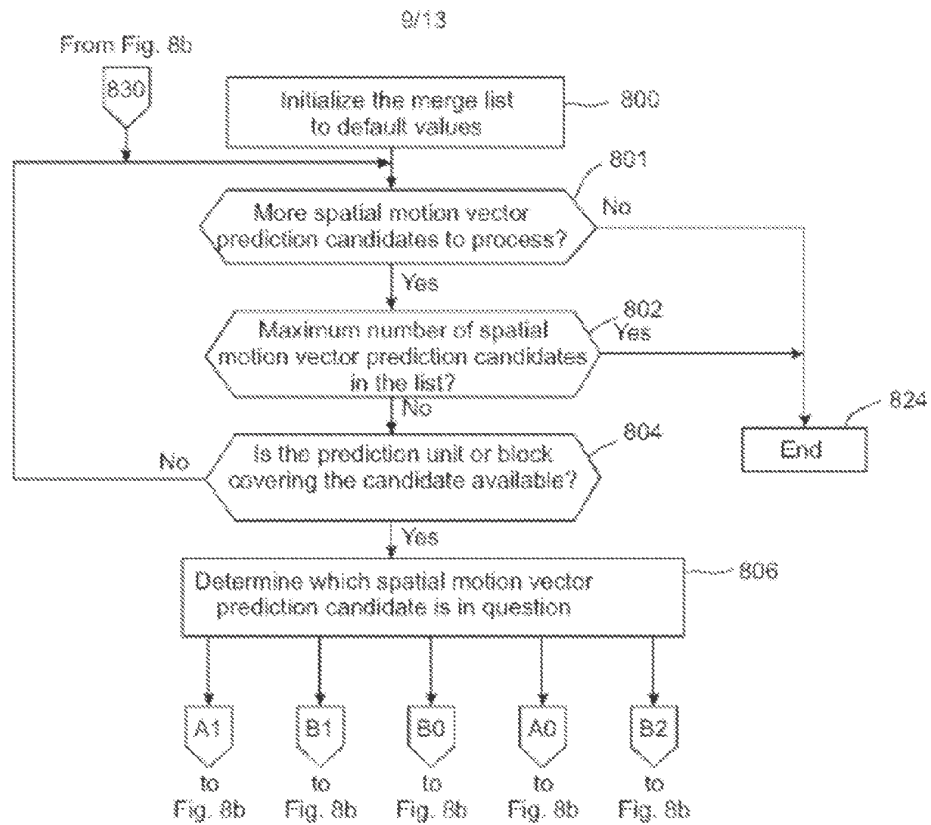 9/13
From Fig. 8b
830
Initialize the merge list
to default values
800
801
More spatial motion vector
prediction candidates to process?
No
Yes
802
Maximum number of spatial
motion vector prediction candidates
in the list?
Yes
No
804
Is the prediction unit or block
covering the candidate available?
No
824
End
Yes
806
Determine which spatial motion vector
prediction candidate is in question
A1 B1 B0 A0 B2
to to to to to
Fig. 8b Fig. 8b Fig. 8b Fig. 8b Fig. 8b